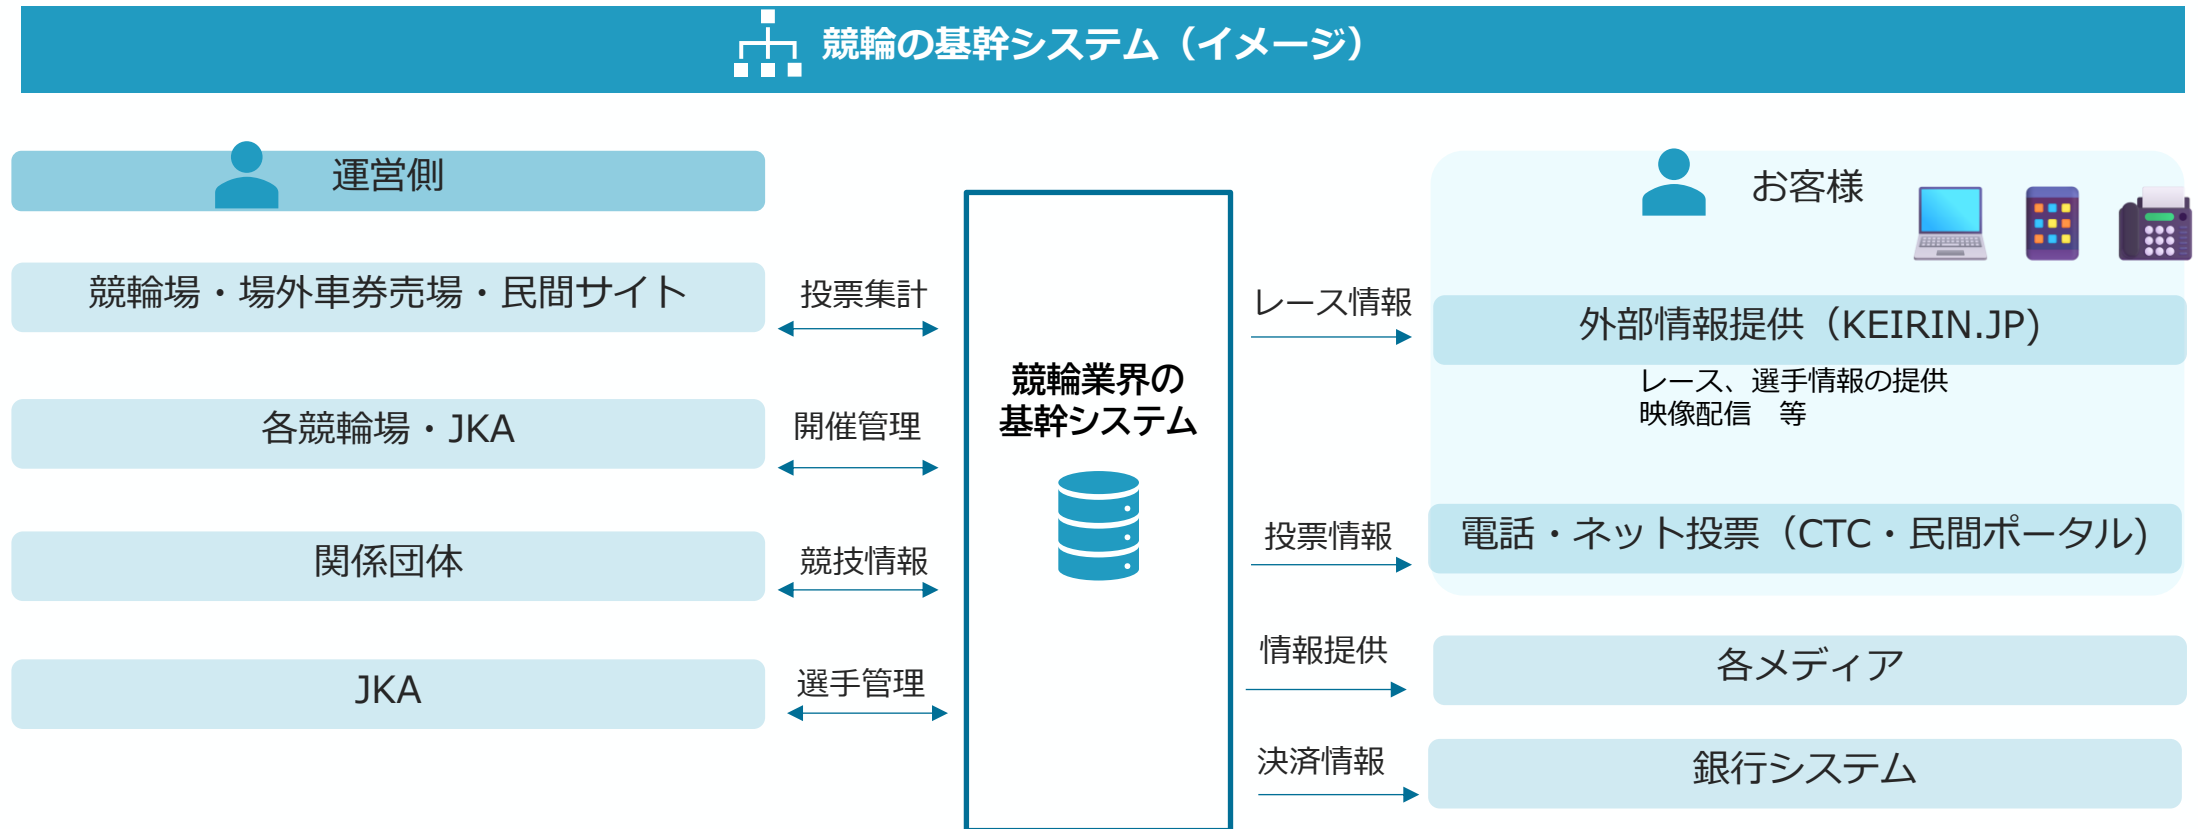 競輪の基幹システム（イメージ）
運営側
競輪場・場外車券売場・民間サイト
投票集計
各競輪場・JKA
開催管理
関係団体
競技情報
JKA
選手管理
競輪業界の
基幹システム
お客様
レース情報
外部情報提供（KEIRIN.JP)
レース、選手情報の提供
映像配信　等
投票情報
電話・ネット投票（CTC・民間ポータル)
情報提供
各メディア
決済情報
銀行システム